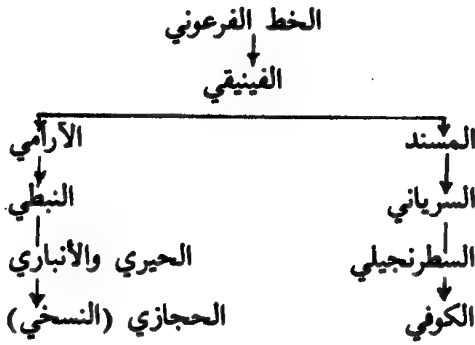 الخط الفرعوني
الفينيقي
المسند الآرامي
السرياني النبطي
السطرنجيلي الحيري والأنباري
الكوفي الحجازي (النسخي)